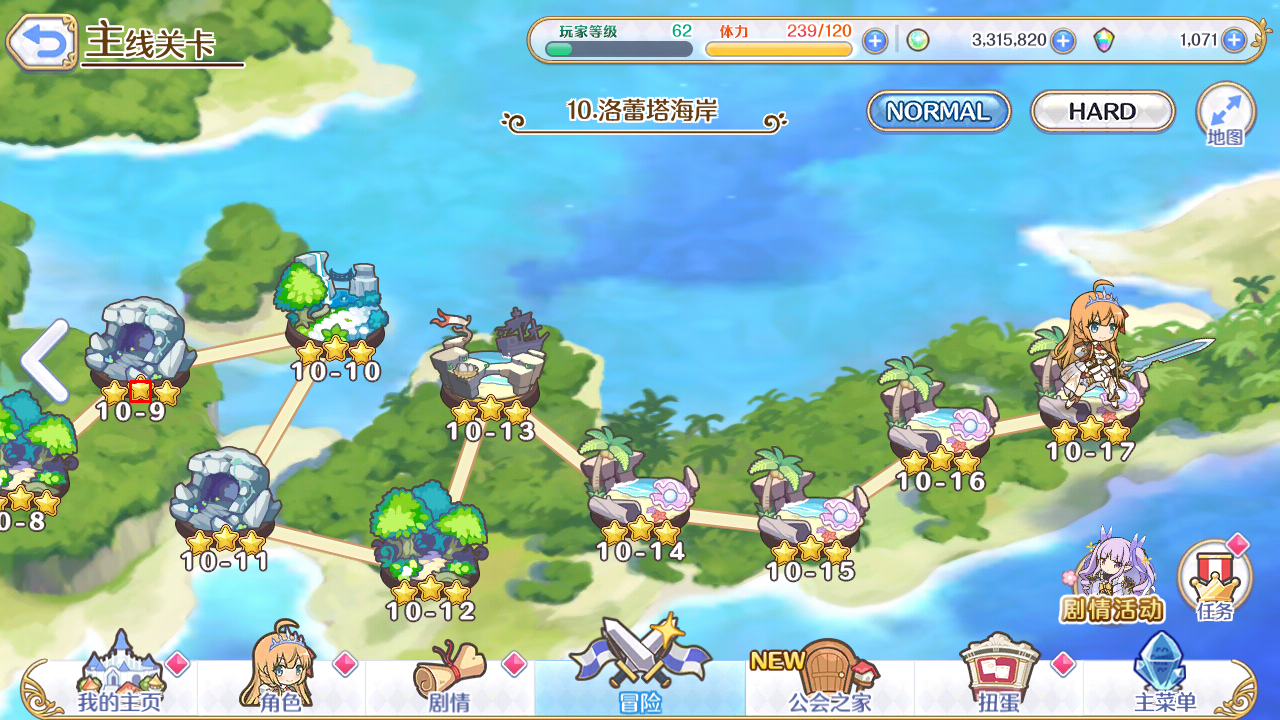 主线关卡
玩家等级 62 体力 239/120 3,315,820 1,071
10.洛蕾塔海岸
NORMAL HARD 地图
10-10
10-9
10-13
10-17
10-16
0-8
10-14
10-11
10-15
10-12
剧情活动 任务
NEW
我的主页 角色 剧情 冒险 公会之家 扭蛋 主菜单